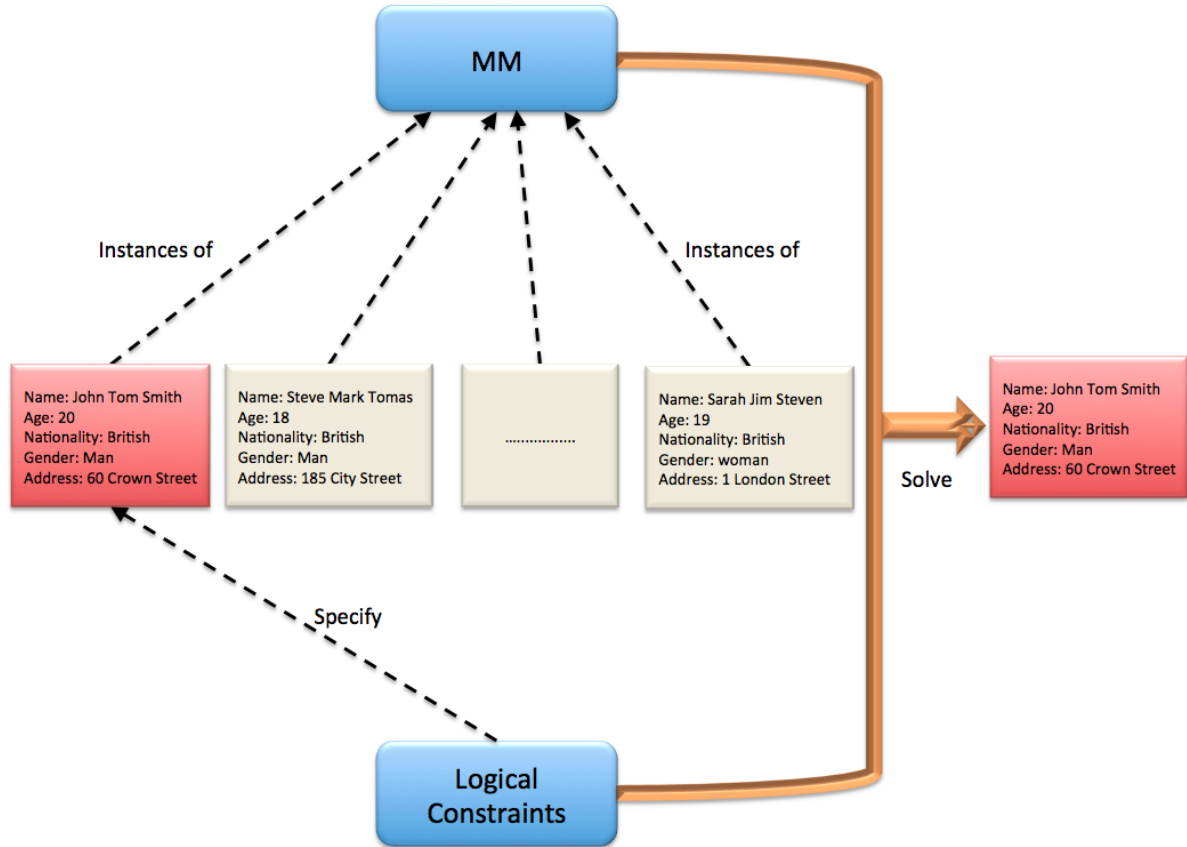 MM
Instances of
Instances of
Name: John Tom Smith
Age: 20
Nationality: British
Gender: Man
Address: 60 Crown Street
Name: Steve Mark Tomas
Age: 18
Nationality: British
Gender: Man
Address: 185 City Street
..................
Name: Sarah Jim Steven
Age: 19
Nationality: British
Gender: woman
Address: 1 London Street
Solve
Name: John Tom Smith
Age: 20
Nationality: British
Gender: Man
Address: 60 Crown Street
Specify
Logical
Constraints